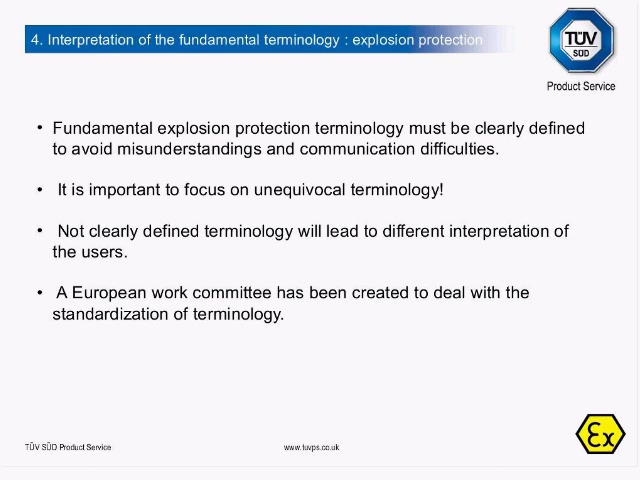 4. Interpretation of the fundamental terminology : explosion protection
TÜV
SÜD
Product Service
• Fundamental explosion protection terminology must be clearly defined
to avoid misunderstandings and communication difficulties.
• It is important to focus on unequivocal terminology!
• Not clearly defined terminology will lead to different interpretation of
the users.
• A European work committee has been created to deal with the
standardization of terminology.
TÜV SÜD Product Service
www.tuvps.co.uk
Ex